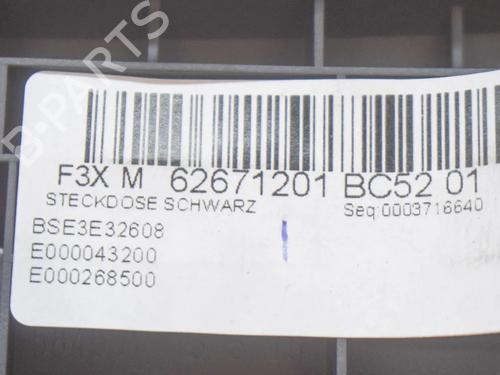 B-PARTS
F3X M 62671201 BC52 01
STECKDOSE SCHWARZ Seq:0003716640
BSE3E32608
E000043200
E000268500